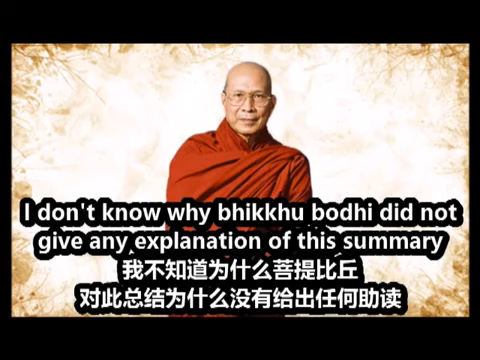 I don't know why bhikkhu bodhi did not
give any explanation of this summary
我不知道为什么菩提比丘
对此总结为什么没有给出任何助读